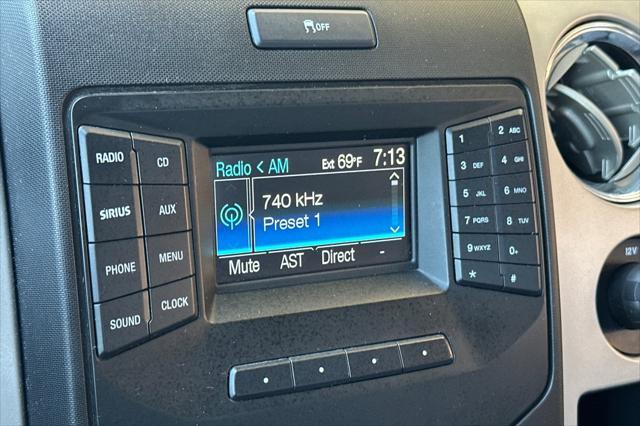 OFF
RADIO
CD
SIRIUS
AUX
PHONE
MENU
SOUND
CLOCK
Radio < AM
Ext 69°F 7:13
740 kHz
Preset 1
Mute AST Direct -
1
2 ABC
3 DEF
4 GHI
5 JKL
6 MNO
7 PQRS
8 TUV
9 WXYZ
0+
*
#
12V